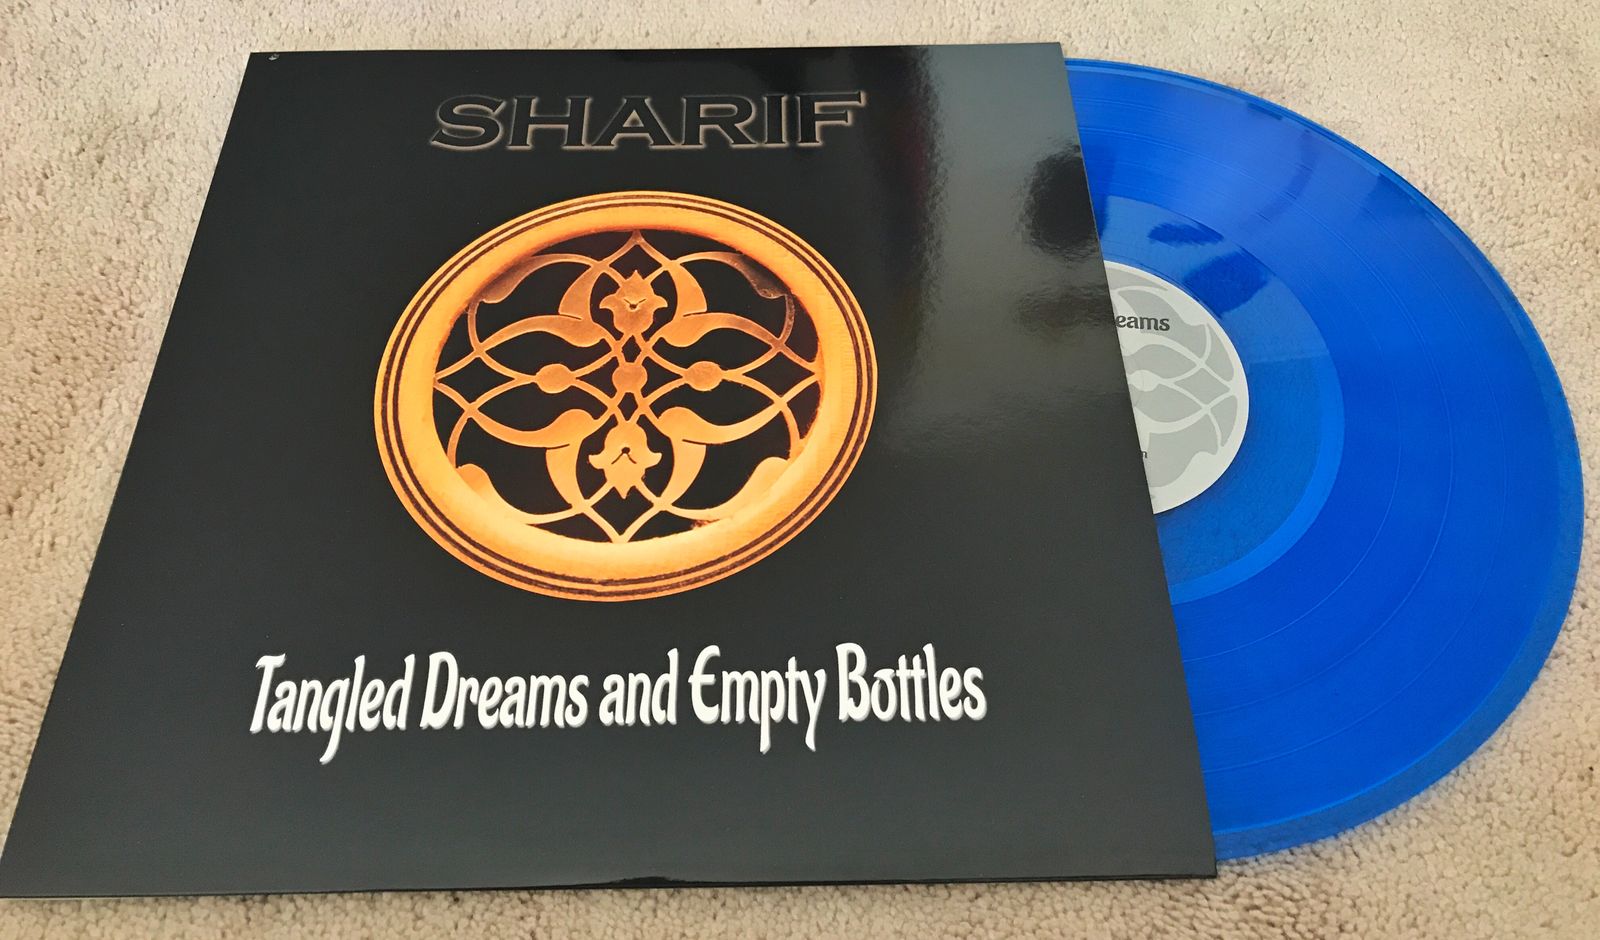 SHARIF
Tangled Dreams and Empty Bottles
eams